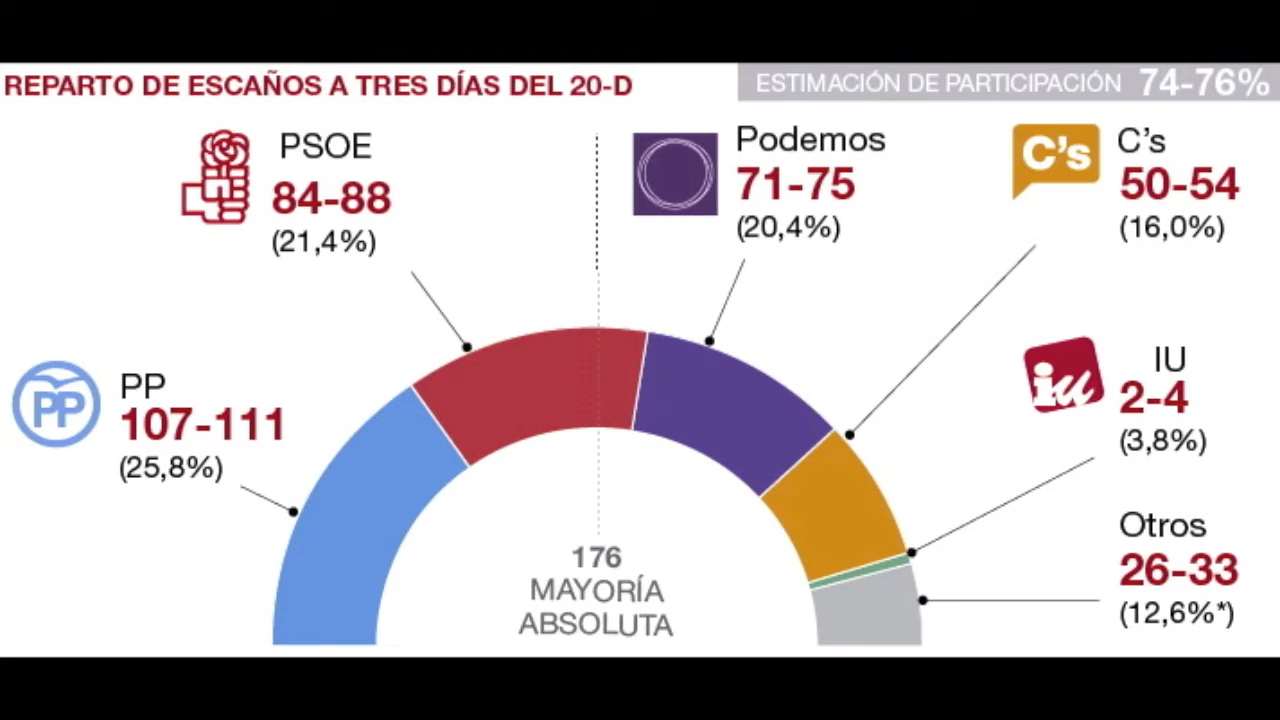 REPARTO DE ESCAÑOS A TRES DÍAS DEL 20-D
ESTIMACIÓN DE PARTICIPACIÓN 74-76%
PSOE
84-88
(21,4%)
Podemos
71-75
(20,4%)
C's
C's
50-54
(16,0%)
PP
PP
107-111
(25,8%)
iu
IU
2-4
(3,8%)
Otros
26-33
(12,6%*)
176
MAYORÍA
ABSOLUTA